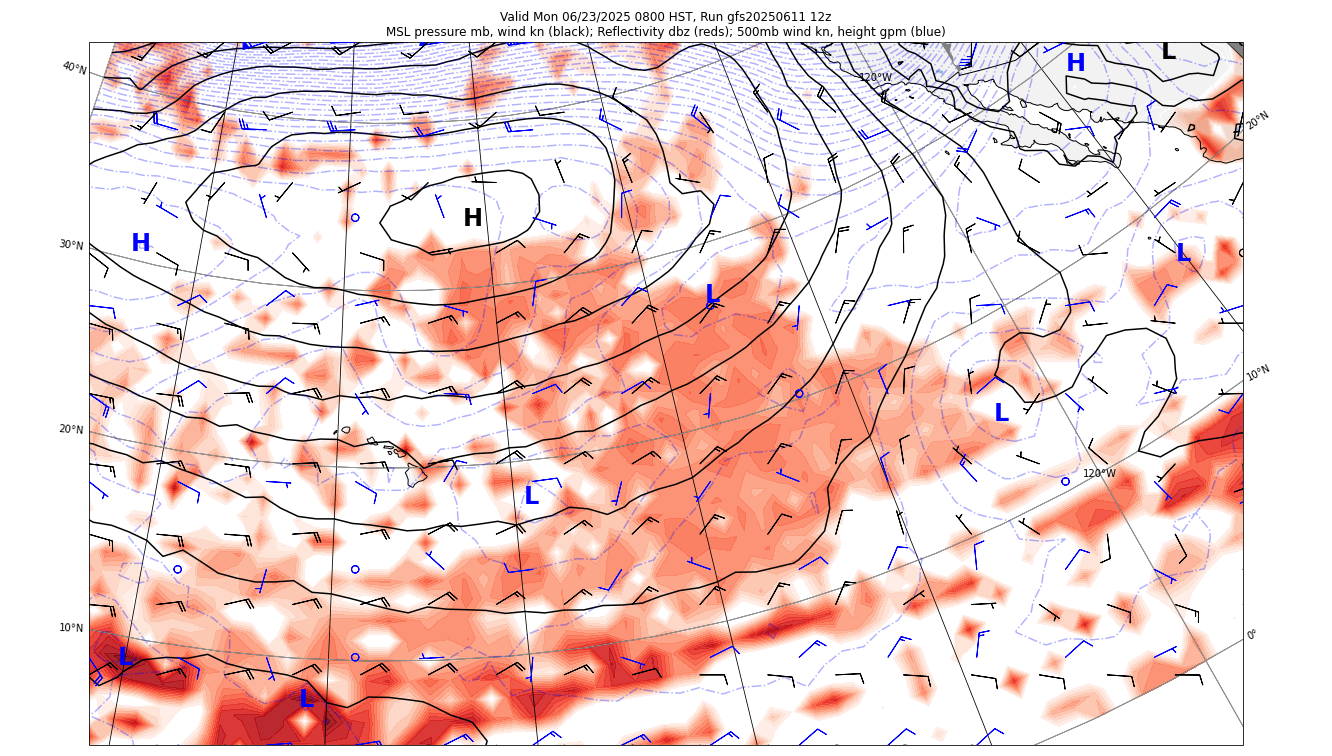 Valid Mon 06/23/2025 0800 HST, Run gfs20250611 12z
MSL pressure mb, wind kn (black); Reflectivity dbz (reds); 500mb wind kn, height gpm (blue)
L
H
40°N
120°W
20°N
H
H
30°N
L
L
10°N
L
20°N
120°W
L
10°N
0°
L
L